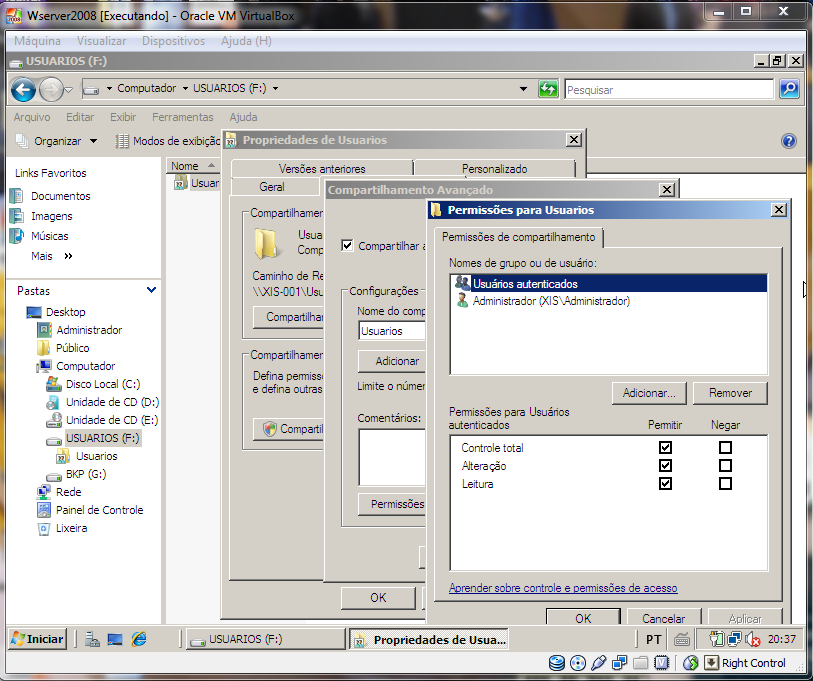 Wserver2008 [Executando] - Oracle VM VirtualBox
Máquina Visualizar Dispositivos Ajuda (H)
USUARIOS (F:)
Computador USUARIOS (F:)
Pesquisar
Arquivo Editar Exibir Ferramentas Ajuda
Organizar Modos de exibição
Links Favoritos
Documentos
Imagens
Músicas
Mais »
Pastas
Desktop
Administrador
Público
Computador
Disco Local (C:)
Unidade de CD (D:)
Unidade de CD (E:)
USUARIOS (F:)
Usuarios
BKP (G:)
Rede
Painel de Controle
Lixeira
Nome
Usuar
Propriedades de Usuarios
Versões anteriores Personalizado
Geral
Compartilhamer
Usua
Comp
Caminho de Re
\\XIS-001\Usu
Compartilha
Compartilhamer
Defina permiss
e defina outras
Compartil
OK
Compartilhamento Avançado
Compartilhar a
Configurações
Nome do comp
Usuarios
Adicionar
Limite o númer
Comentários:
Permissões
Permissões para Usuarios
Permissões de compartilhamento
Nomes de grupo ou de usuário:
Usuários autenticados
Administrador (XIS\Administrador)
Adicionar... Remover
Permissões para Usuários
autenticados Permitir Negar
Controle total
Alteração
Leitura
Aprender sobre controle e permissões de acesso
OK Cancelar Aplicar
Iniciar USUARIOS (F:) Propriedades de Usua... PT 20:37
Right Control